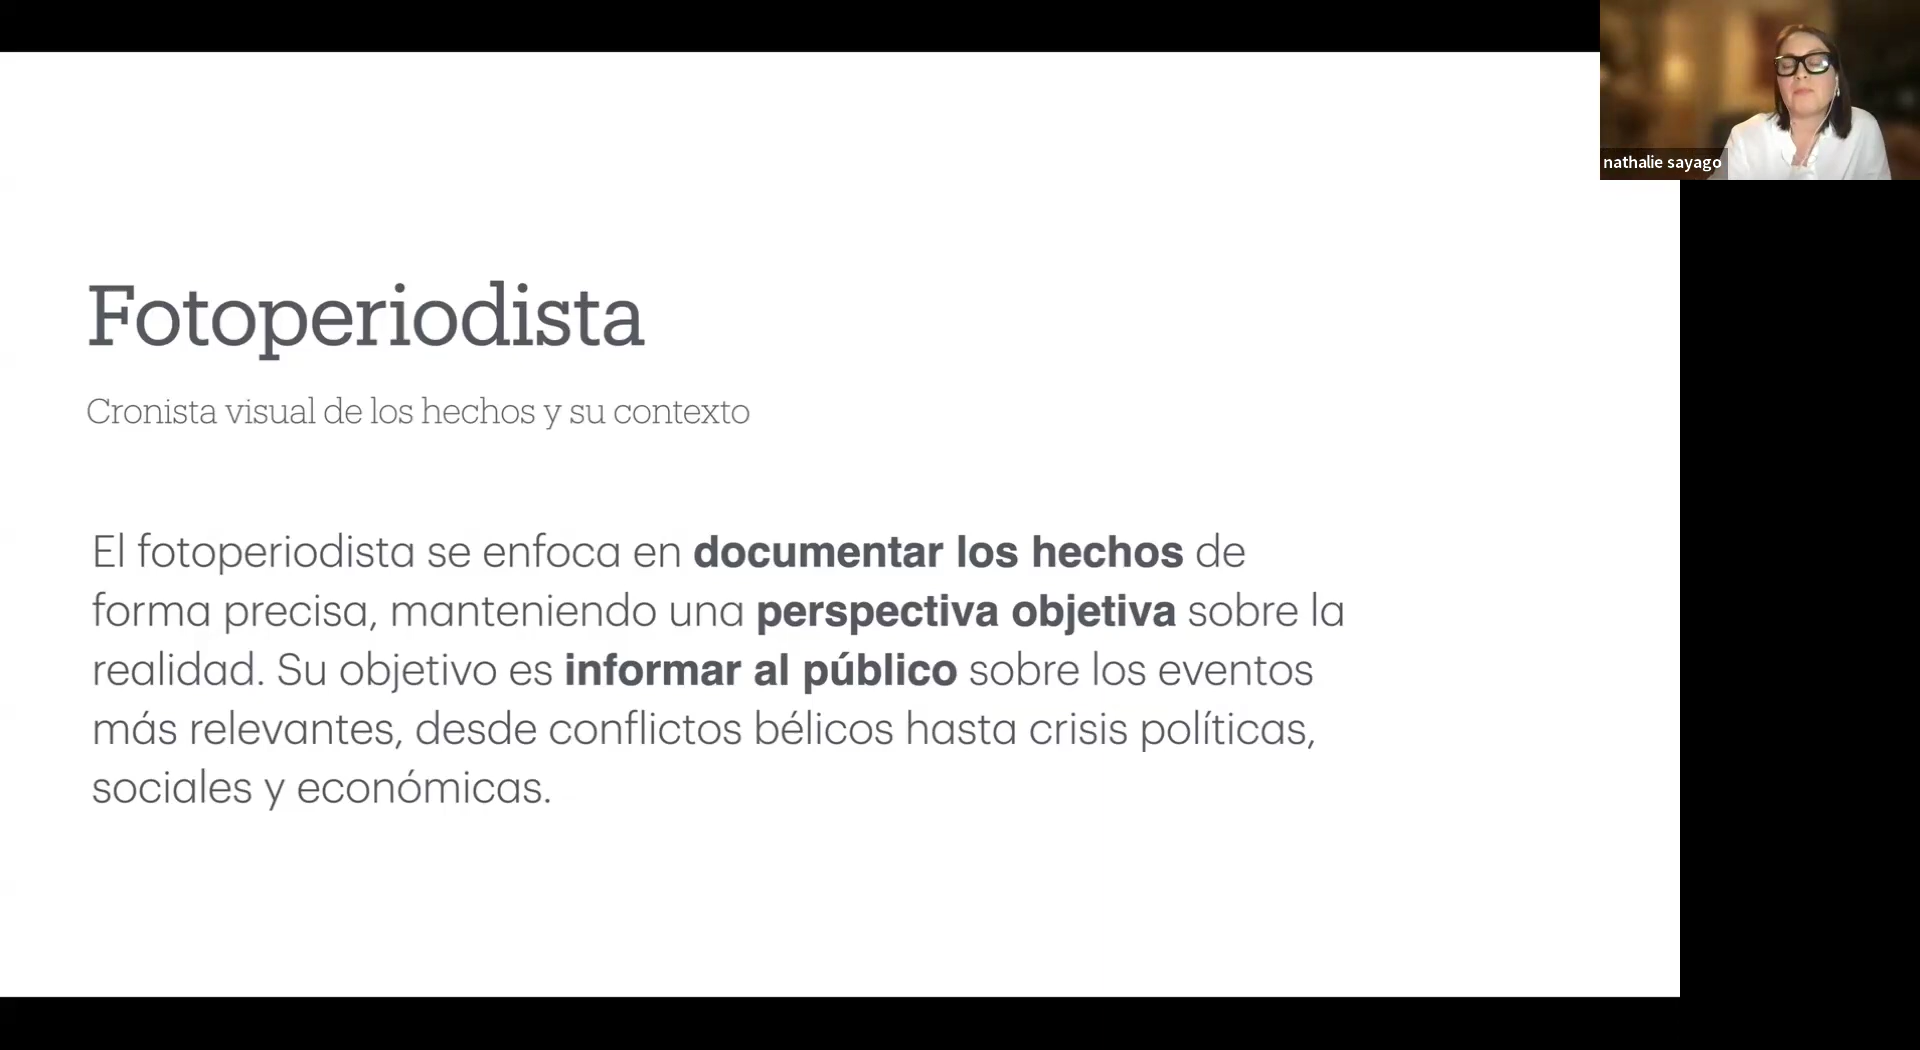 Fotoperiodista
Cronista visual de los hechos y su contexto
El fotoperiodista se enfoca en documentar los hechos de
forma precisa, manteniendo una perspectiva objetiva sobre la
realidad. Su objetivo es informar al público sobre los eventos
más relevantes, desde conflictos bélicos hasta crisis políticas,
sociales y económicas.
nathalie sayago